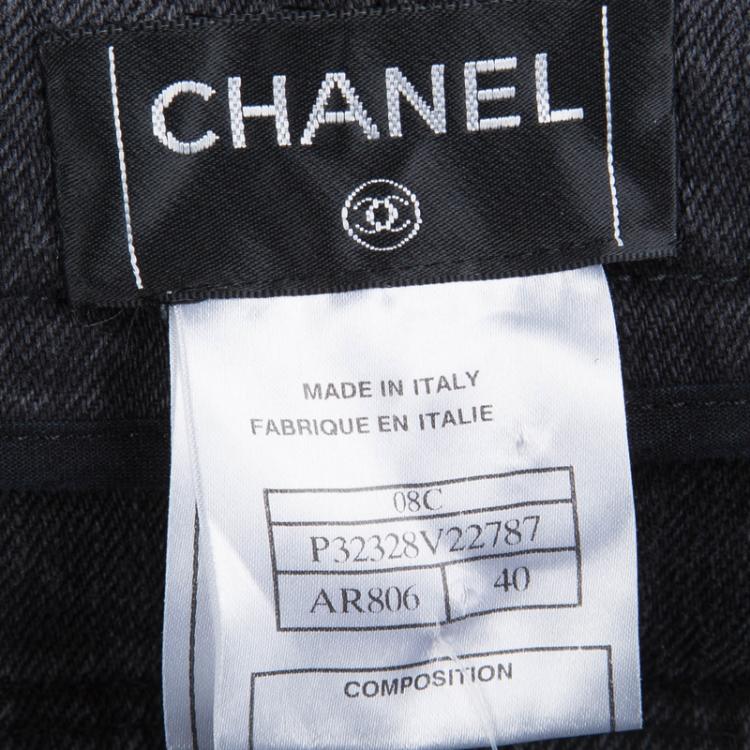 CHANEL
MADE IN ITALY
FABRIQUE EN ITALIE
08C
P32328V22787
AR806 40
COMPOSITION